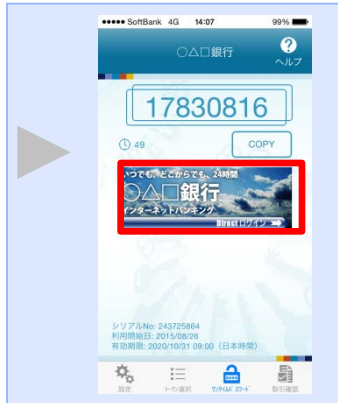 SoftBank 4G 14:07 99%
○△□銀行
?
ヘルプ
17830816
49
COPY
いつでも、どこからでも、24時間
○△□銀行
インターネットバンキング
Direct ログイン
シリアルNo: 243725864
利用開始日: 2015/08/26
有効期限: 2020/10/31 09:00（日本時間）
設定
トークン選択
ワンタイムパスワード
取引確認